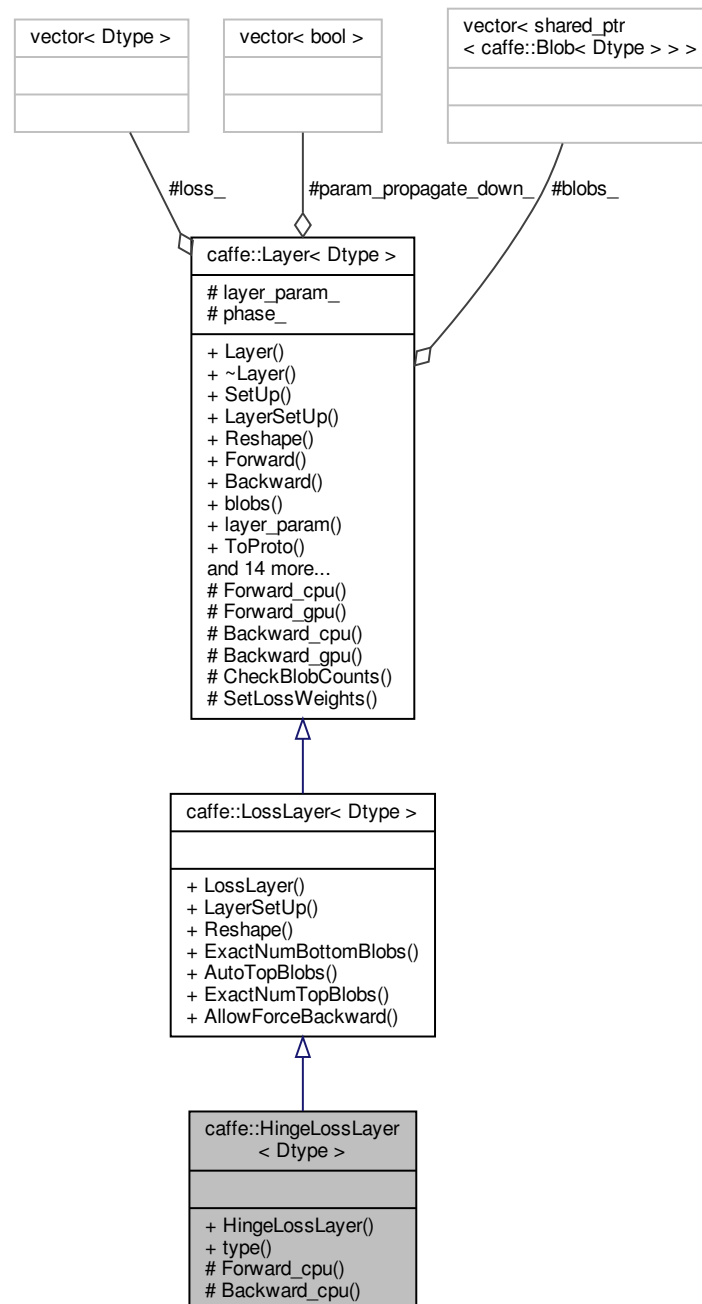 vector< Dtype >
vector< bool >
vector< shared_ptr
< caffe::Blob< Dtype > > >
#loss_
#param_propagate_down_
#blobs_
caffe::Layer< Dtype >
# layer_param_
# phase_
+ Layer()
+ ~Layer()
+ SetUp()
+ LayerSetUp()
+ Reshape()
+ Forward()
+ Backward()
+ blobs()
+ layer_param()
+ ToProto()
and 14 more...
# Forward_cpu()
# Forward_gpu()
# Backward_cpu()
# Backward_gpu()
# CheckBlobCounts()
# SetLossWeights()
caffe::LossLayer< Dtype >
+ LossLayer()
+ LayerSetUp()
+ Reshape()
+ ExactNumBottomBlobs()
+ AutoTopBlobs()
+ ExactNumTopBlobs()
+ AllowForceBackward()
caffe::HingeLossLayer
< Dtype >
+ HingeLossLayer()
+ type()
# Forward_cpu()
# Backward_cpu()